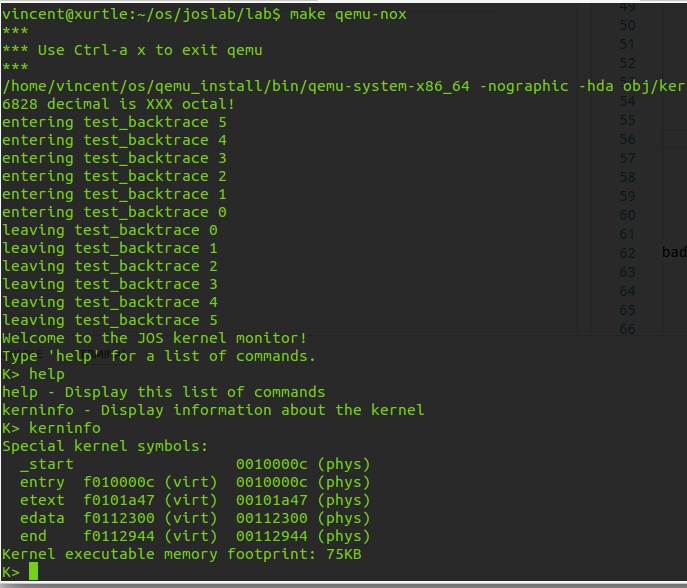 vincent@xurtle:~/os/joslab/lab$ make qemu-nox
***
*** Use Ctrl-a x to exit qemu
***
/home/vincent/os/qemu_install/bin/qemu-system-x86_64 -nographic -hda obj/ker
6828 decimal is XXX octal!
entering test_backtrace 5
entering test_backtrace 4
entering test_backtrace 3
entering test_backtrace 2
entering test_backtrace 1
entering test_backtrace 0
leaving test_backtrace 0
leaving test_backtrace 1
leaving test_backtrace 2
leaving test_backtrace 3
leaving test_backtrace 4
leaving test_backtrace 5
Welcome to the JOS kernel monitor!
Type 'help' for a list of commands.
K> help
help - Display this list of commands
kerninfo - Display information about the kernel
K> kerninfo
Special kernel symbols:
  _start                  0010000c (phys)
  entry  f010000c (virt)  0010000c (phys)
  etext  f0101a47 (virt)  00101a47 (phys)
  edata  f0112300 (virt)  00112300 (phys)
  end    f0112944 (virt)  00112944 (phys)
Kernel executable memory footprint: 75KB
K>
49
50
51
52
54
55
56
57
58
59
60
61
62 bad
63
64
65
66